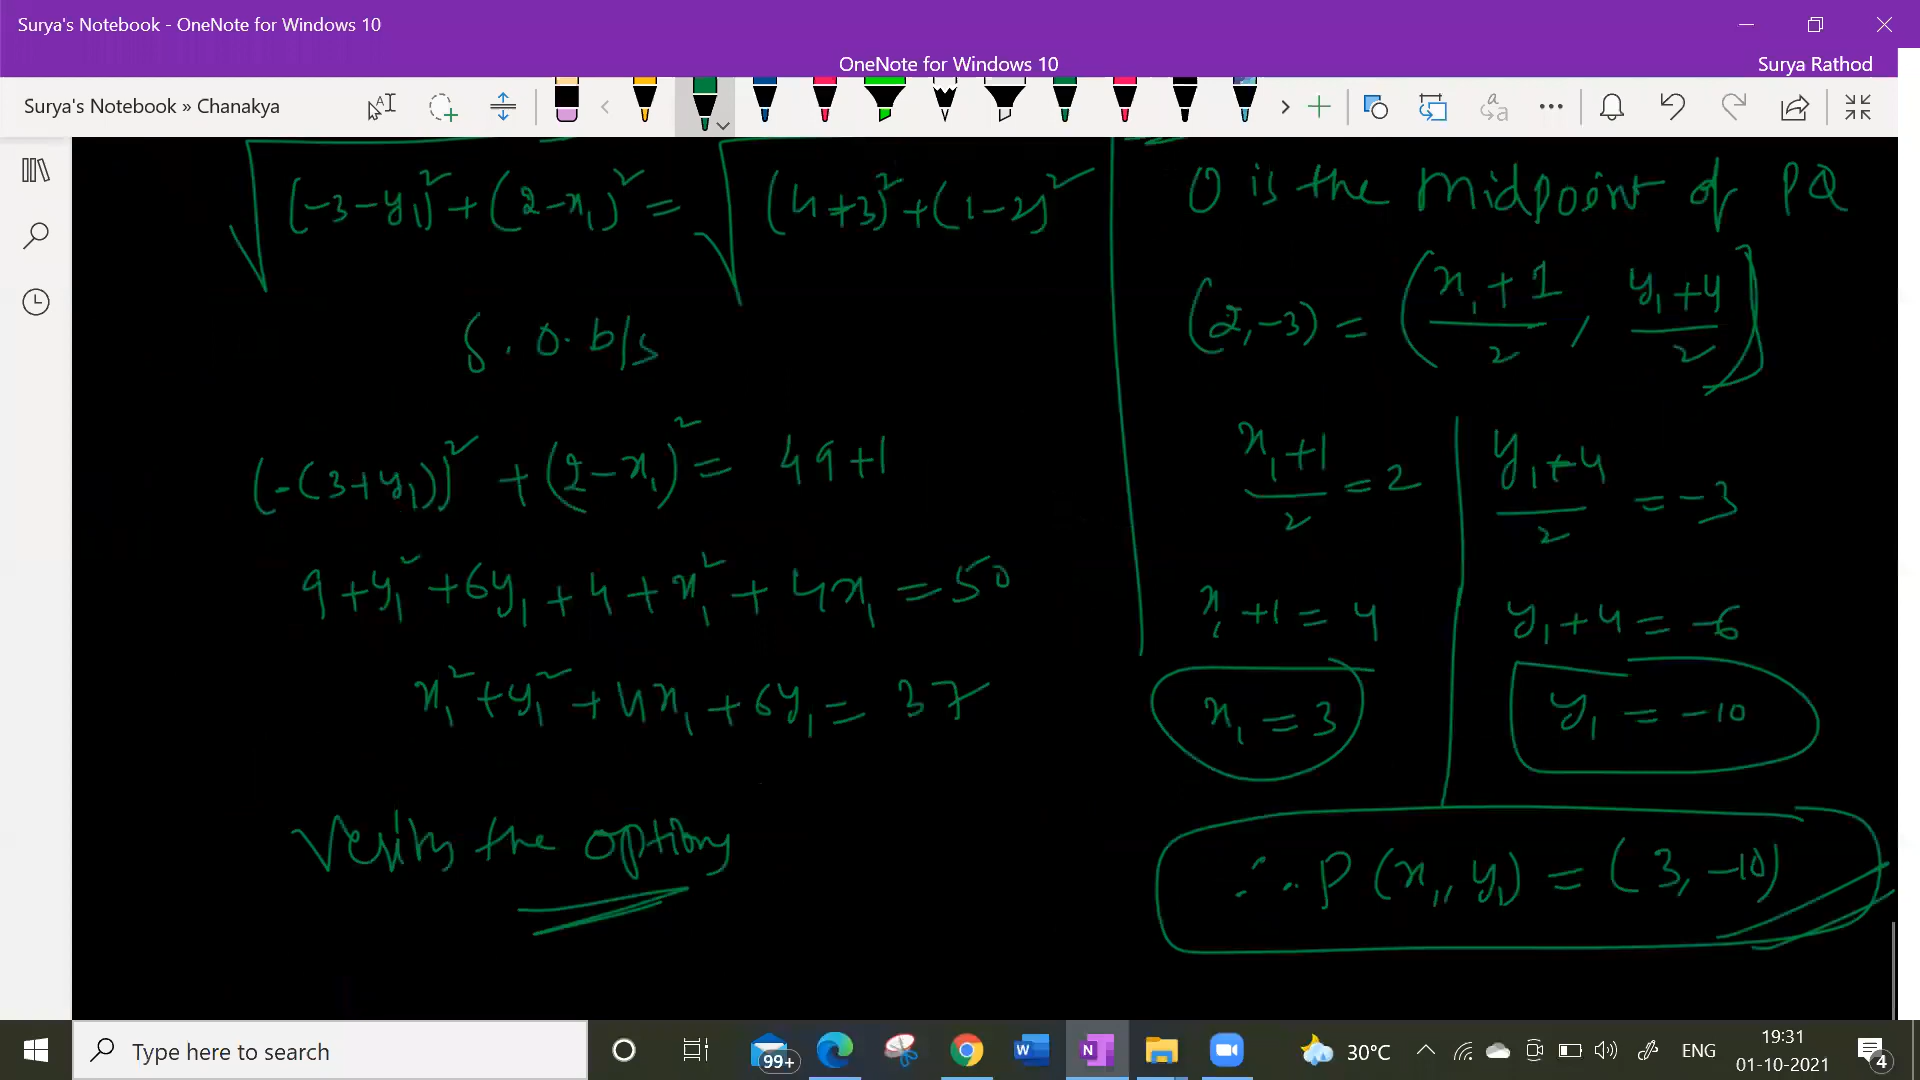 Surya's Notebook - OneNote for Windows 10
OneNote for Windows 10
Surya Rathod
Surya's Notebook » Chanakya
√(-3-y₁)²+(2-x₁)² = √(4+3)²+(1-2)²
S.O.b/s
(-(3+y₁))² + (2-x₁)² = 49+1
9+y₁²+6y₁+4+x₁²+4x₁ = 50
x₁²+y₁²+4x₁+6y₁ = 37
Verify the options
O is the midpoint of PQ
(2,-3) = (x₁+1/2, y₁+4/2)
x₁+1/2 = 2
x₁+1 = 4
x₁ = 3
y₁+4/2 = -3
y₁+4 = -6
y₁ = -10
∴ P(x₁, y₁) = (3, -10)
Type here to search
99+
30°C
ENG
19:31
01-10-2021
4